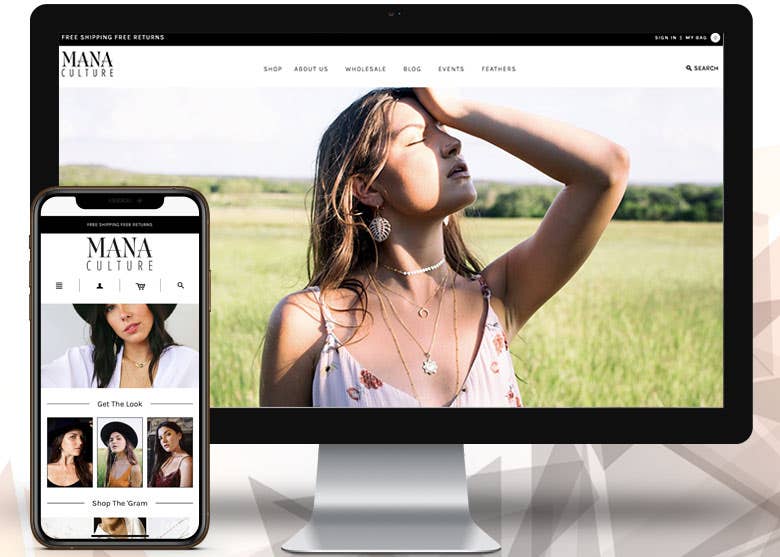 FREE SHIPPING FREE RETURNS
SIGN IN | MY BAG 0
MANA
CULTURE
SHOP ABOUT US WHOLESALE BLOG EVENTS FEATHERS
SEARCH
FREE SHIPPING FEER RETURNS
MANA
CULTURE
Get The Look
Shop The 'Gram